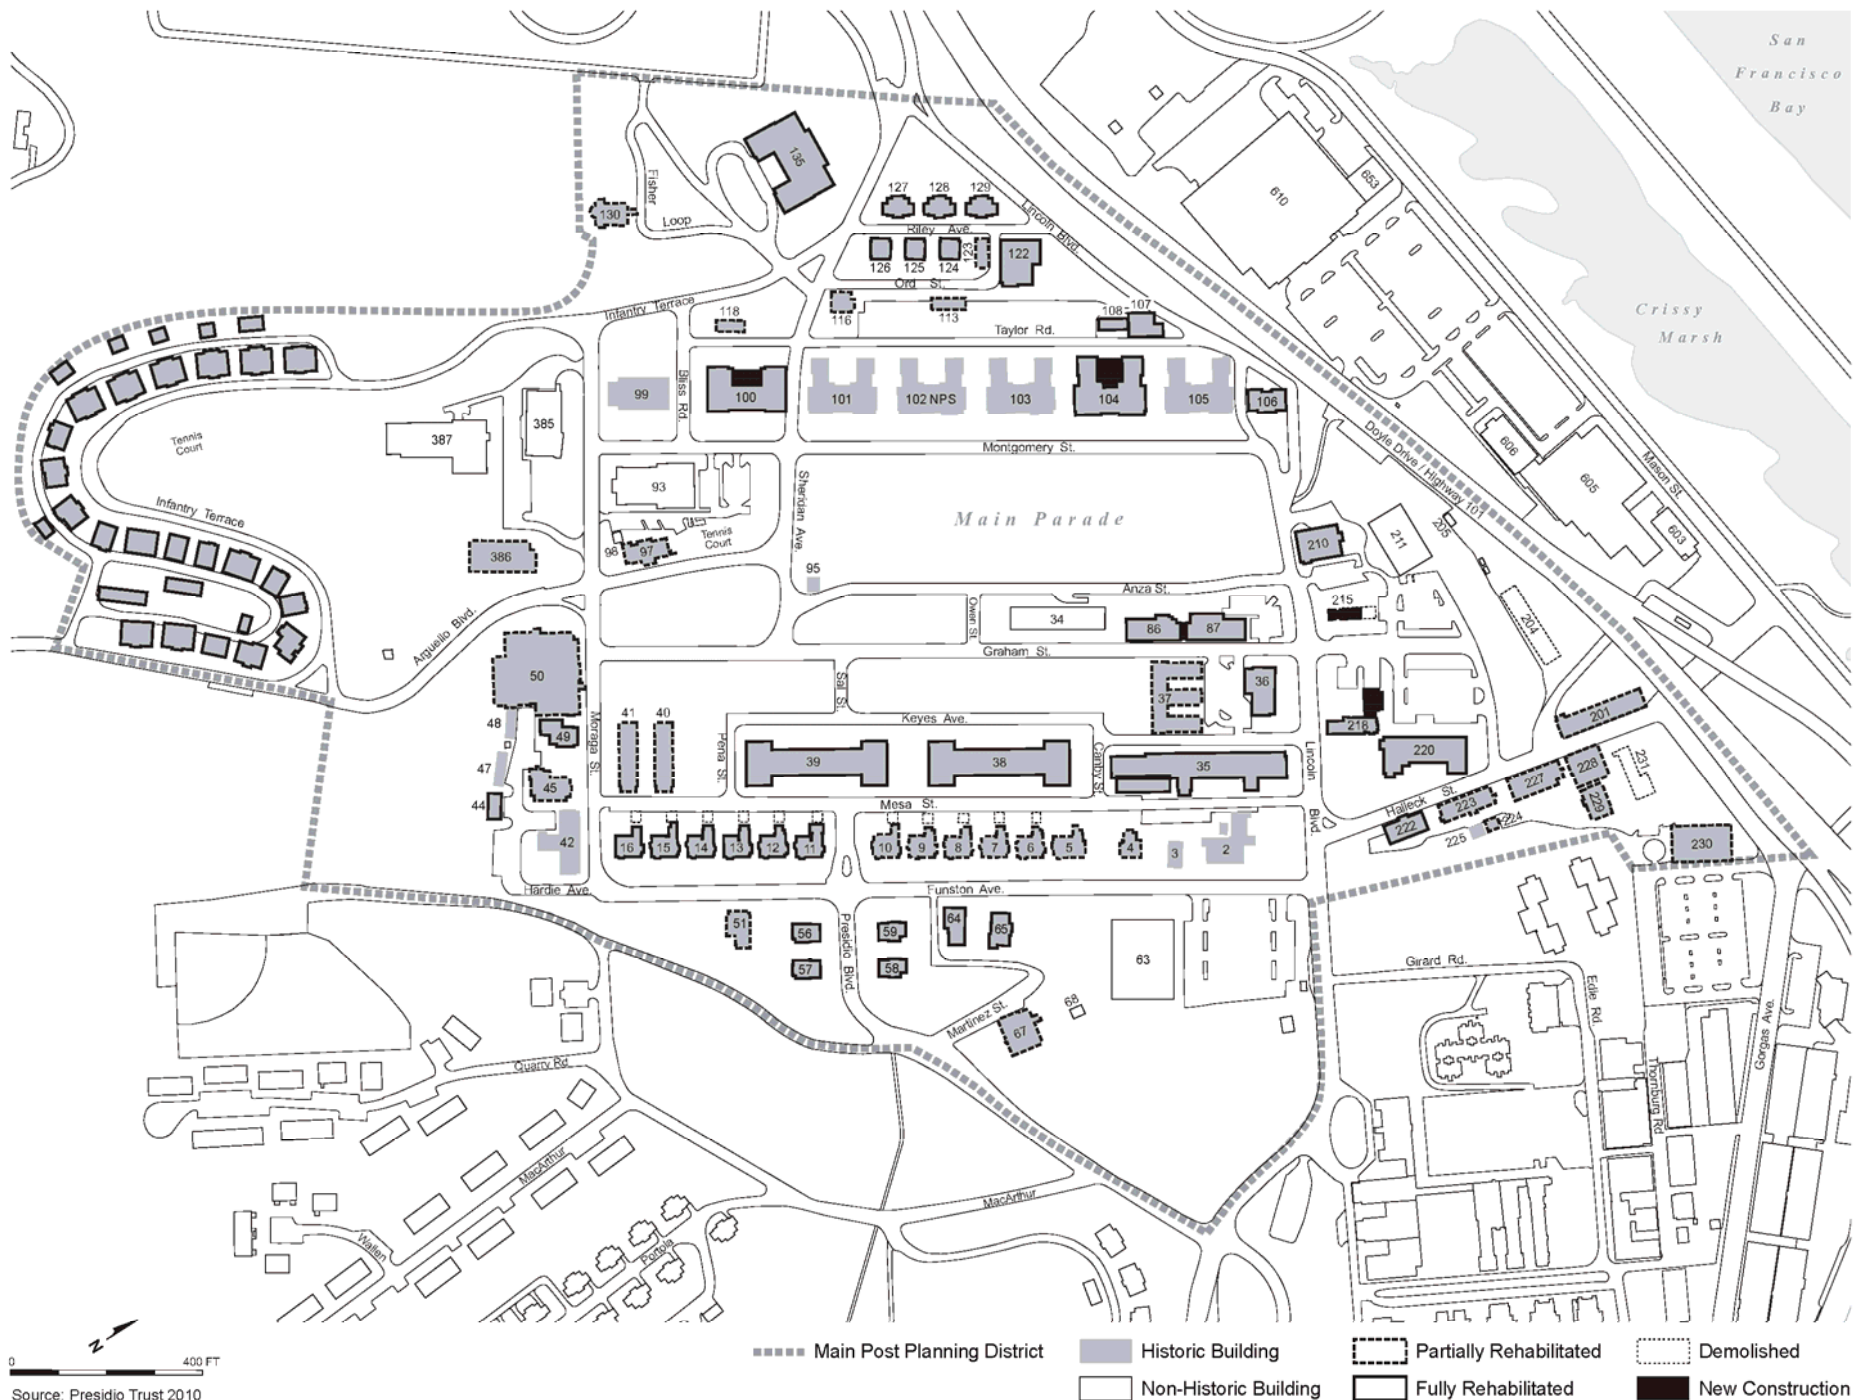 San
Francisco
Bay
135
653
610
Fisher
130
Loop
127 128 129
Lincoln Blvd.
Riley Ave.
126 125 124 123 122
Ord St.
Crissy
Marsh
Infantry Terrace
118
116
113
108 107
Taylor Rd.
99
Bliss Rd.
100
101
102 NPS
103
104
105
106
387
385
Tennis
Court
Montgomery St.
Doyle Drive / Highway 101
606
605
Mason St.
603
93
Sheridan Ave.
Main Parade
Infantry Terrace
386
98
97
Tennis
Court
210
211
205
95
Anza St.
215
204
Owen St.
34
86
87
Arguello Blvd.
Graham St.
50
Sal St.
37
36
218
201
Keyes Ave.
48
49
Moraga St.
41
40
Pena St.
39
38
Canby St.
35
Lincoln
Blvd.
220
47
45
44
42
Mesa St.
Halleck St.
222
223
227
228
229
231
224
225
230
16 15 14 13 12 11
10 9 8 7 6 5
4
3
2
Hardie Ave.
Funston Ave.
51
56
57
Presidio Blvd.
59
58
64
65
63
Girard Rd.
Edie Rd.
Martinez St.
68
67
Gorgas Ave.
Thornburg Rd
Quarry Rd
MacArthur
MacArthur
Wallen
Portola
N
0 400 FT
Source: Presidio Trust 2010
Main Post Planning District
Historic Building
Non-Historic Building
Partially Rehabilitated
Fully Rehabilitated
Demolished
New Construction